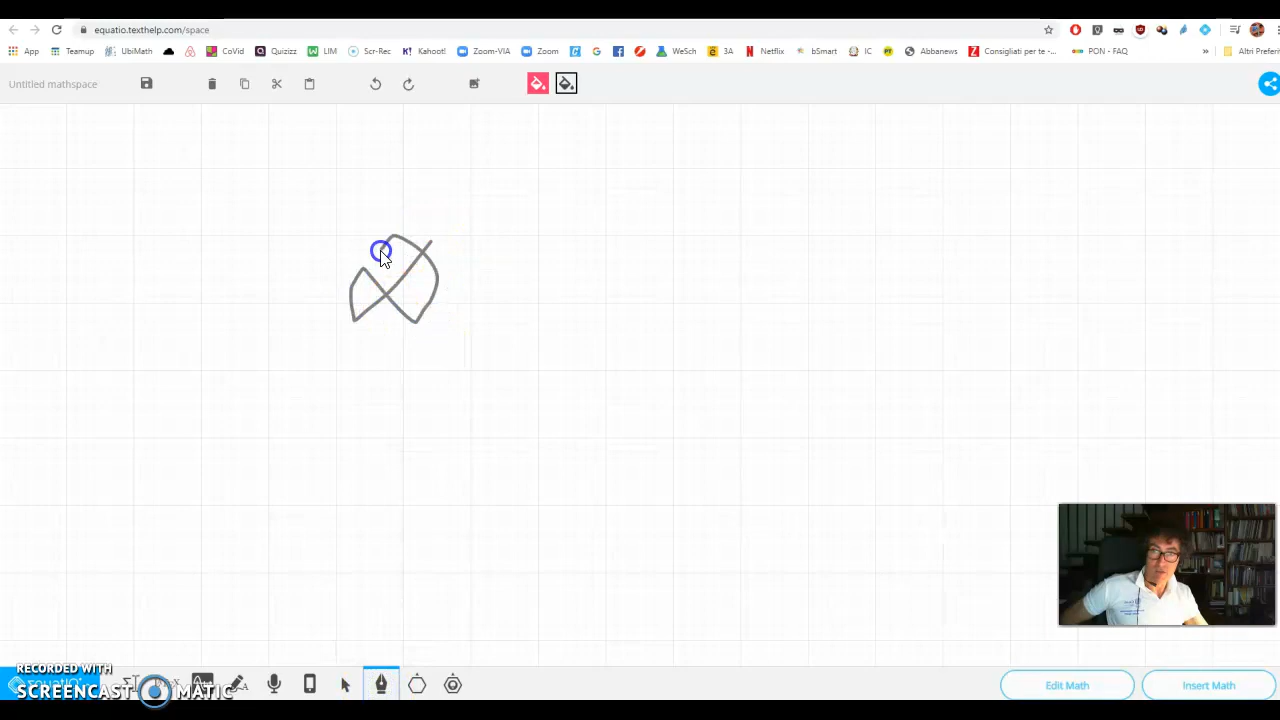 equatio.texthelp.com/space
App Teamup UbiMath CoVid Quizizz LIM Scr-Rec Kahoot! Zoom-VIA Zoom WeSch 3A Netflix bSmart IC Abbanews Consigliati per te -... PON - FAQ » Altri Preferi
Untitled mathspace
RECORDED WITH
SCREENCAST MATIC
Edit Math
Insert Math